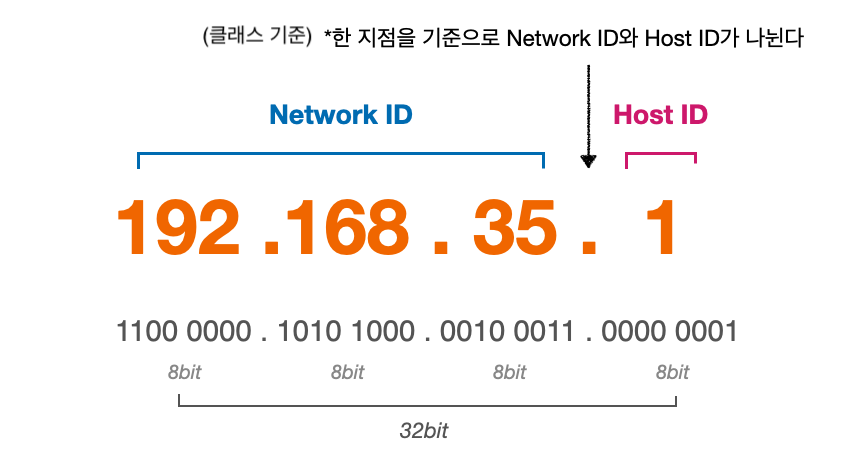 (클래스 기준) *한 지점을 기준으로 Network ID와 Host ID가 나뉜다
Network ID Host ID
192 .168 . 35 . 1
1100 0000 . 1010 1000 . 0010 0011 . 0000 0001
8bit 8bit 8bit 8bit
32bit